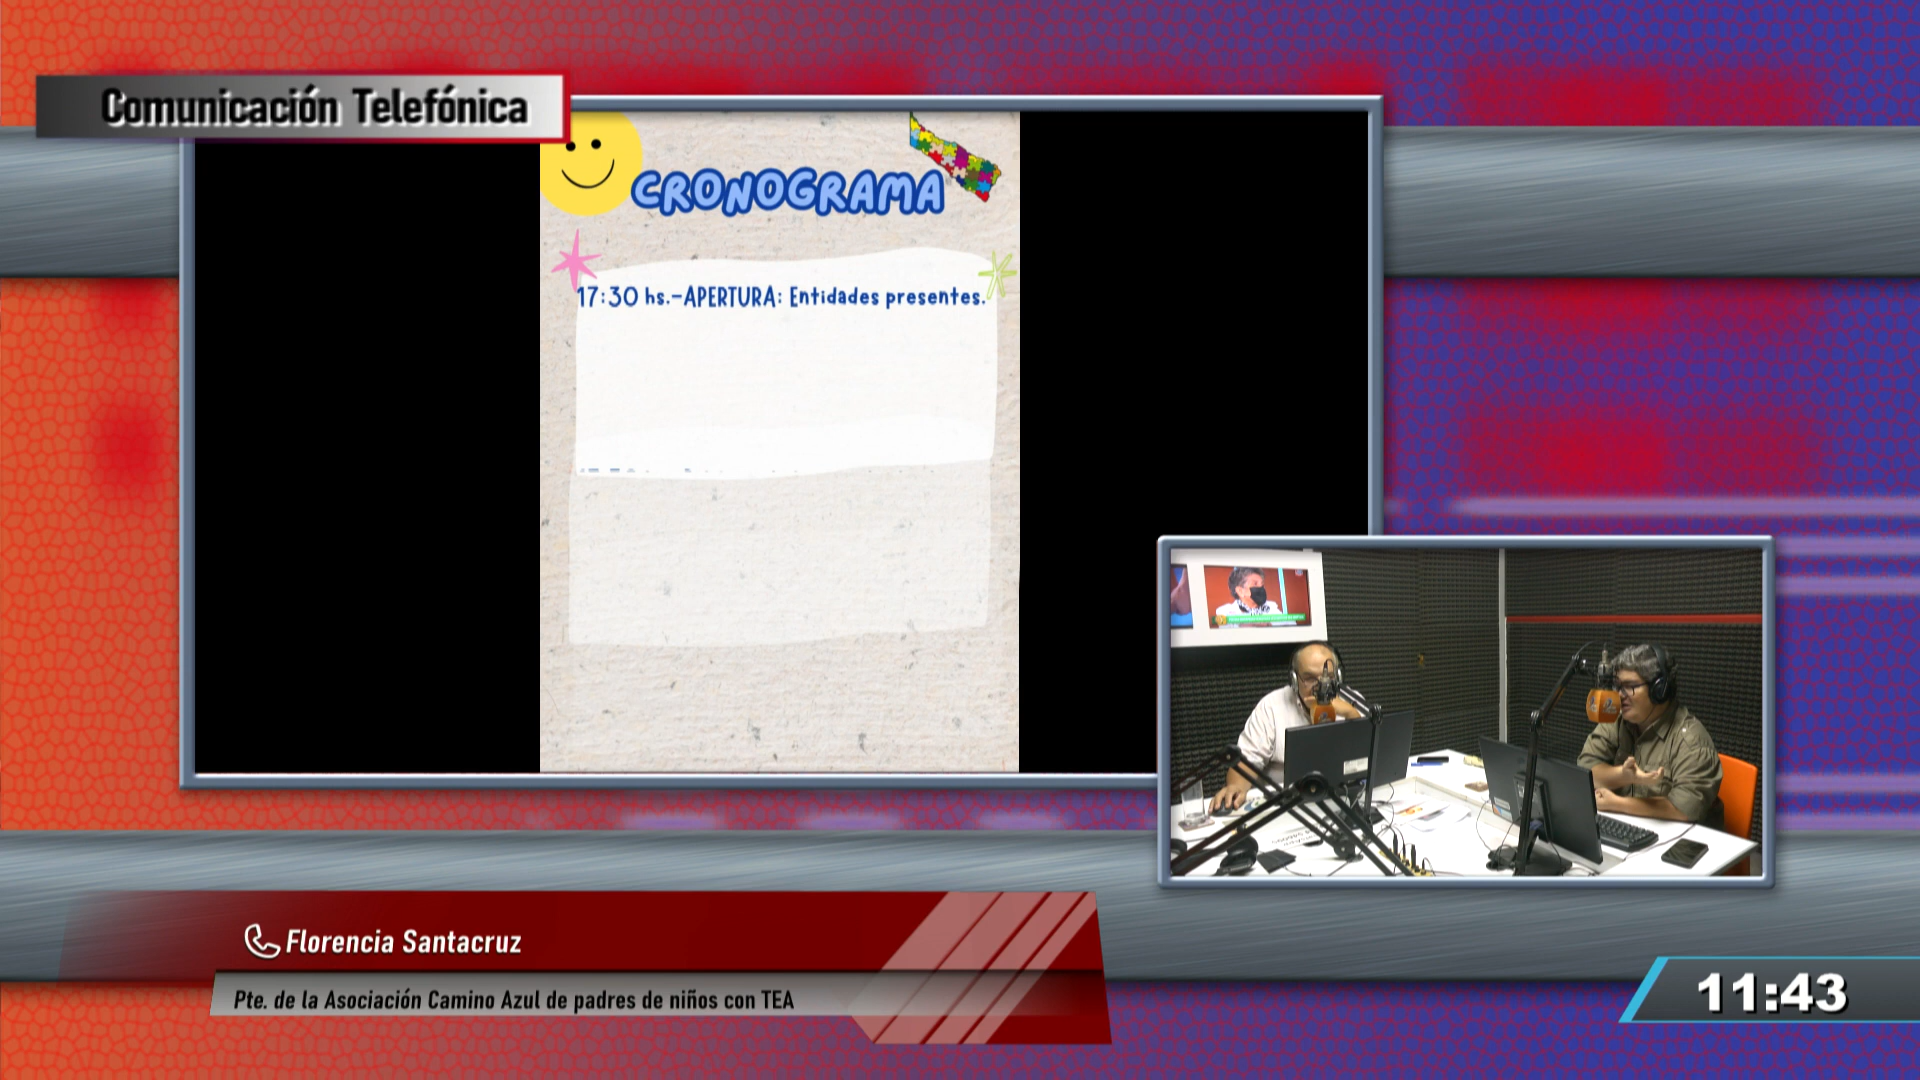 Comunicación Telefónica
CRONOGRAMA
17:30 hs.-APERTURA: Entidades presentes.
Florencia Santacruz
Pte. de la Asociación Camino Azul de padres de niños con TEA
11:43